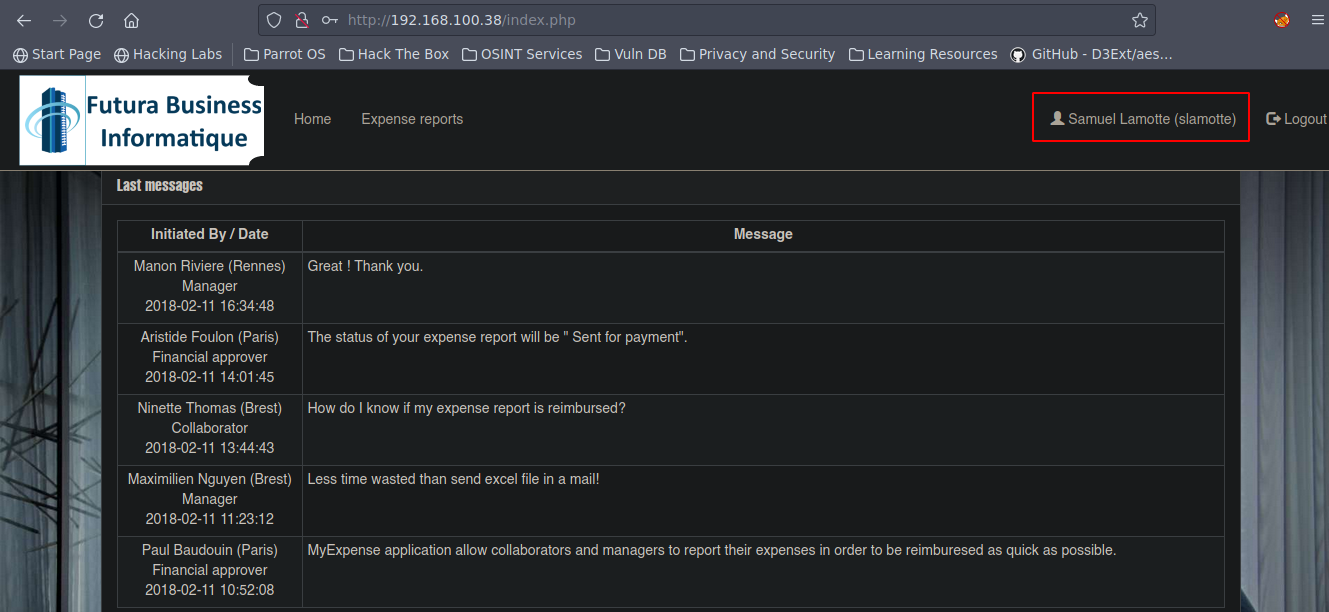 http://192.168.100.38/index.php
Start Page Hacking Labs Parrot OS Hack The Box OSINT Services Vuln DB Privacy and Security Learning Resources GitHub - D3Ext/aes...
Futura Business
Informatique
Home Expense reports Samuel Lamotte (slamotte) Logout
Last messages
Initiated By / Date Message
Manon Riviere (Rennes) Great ! Thank you.
Manager
2018-02-11 16:34:48
Aristide Foulon (Paris) The status of your expense report will be " Sent for payment".
Financial approver
2018-02-11 14:01:45
Ninette Thomas (Brest) How do I know if my expense report is reimbursed?
Collaborator
2018-02-11 13:44:43
Maximilien Nguyen (Brest) Less time wasted than send excel file in a mail!
Manager
2018-02-11 11:23:12
Paul Baudouin (Paris) MyExpense application allow collaborators and managers to report their expenses in order to be reimburesed as quick as possible.
Financial approver
2018-02-11 10:52:08